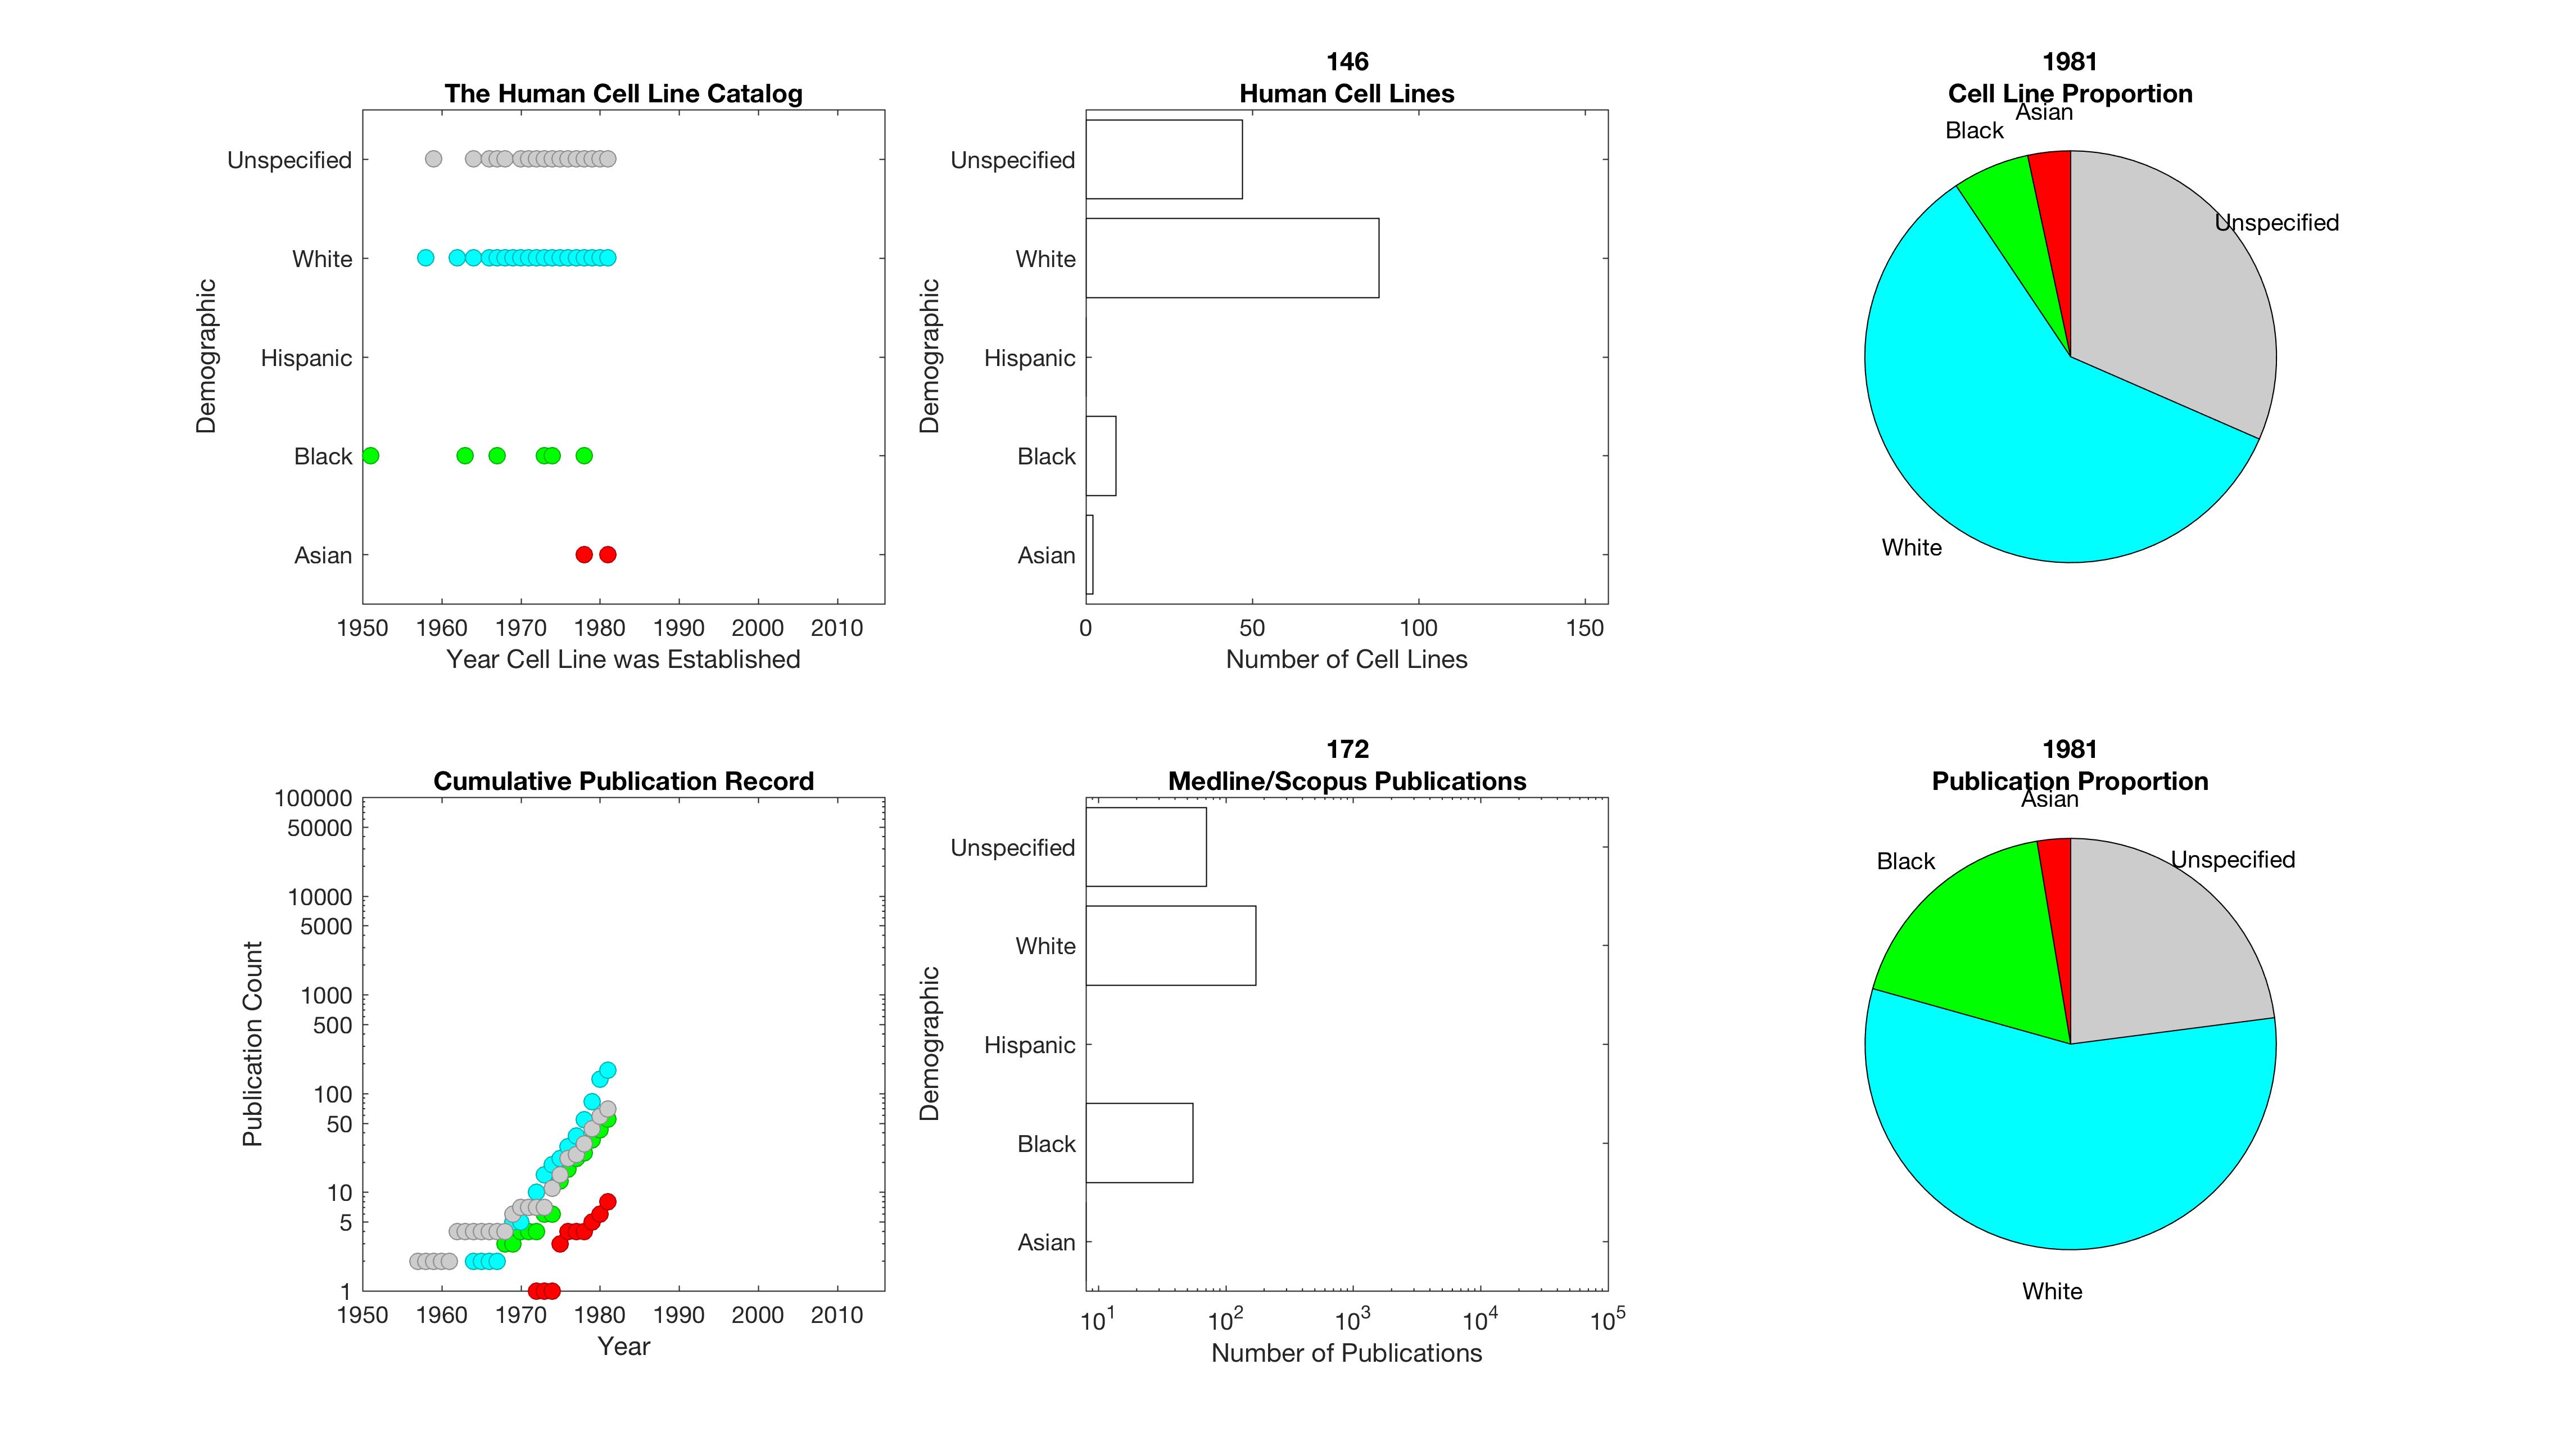 The Human Cell Line Catalog
Unspecified
White
Hispanic
Black
Asian
Demographic
1950 1960 1970 1980 1990 2000 2010
Year Cell Line was Established
146
Human Cell Lines
Unspecified
White
Hispanic
Black
Asian
Demographic
0 50 100 150
Number of Cell Lines
1981
Cell Line Proportion
Asian
Black
Unspecified
White
Cumulative Publication Record
100000
50000
10000
5000
1000
500
100
50
10
5
1
Publication Count
1950 1960 1970 1980 1990 2000 2010
Year
172
Medline/Scopus Publications
Unspecified
White
Hispanic
Black
Asian
Demographic
10^1 10^2 10^3 10^4 10^5
Number of Publications
1981
Publication Proportion
Asian
Black
Unspecified
White